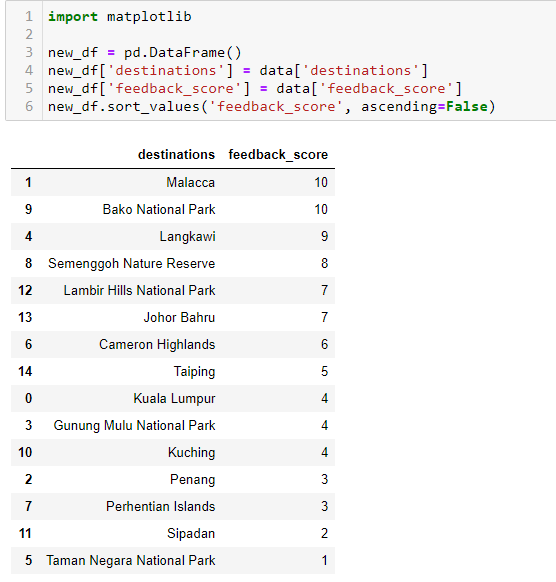 1 import matplotlib
2
3 new_df = pd.DataFrame()
4 new_df['destinations'] = data['destinations']
5 new_df['feedback_score'] = data['feedback_score']
6 new_df.sort_values('feedback_score', ascending=False)
destinations feedback_score
1 Malacca 10
9 Bako National Park 10
4 Langkawi 9
8 Semenggoh Nature Reserve 8
12 Lambir Hills National Park 7
13 Johor Bahru 7
6 Cameron Highlands 6
14 Taiping 5
0 Kuala Lumpur 4
3 Gunung Mulu National Park 4
10 Kuching 4
2 Penang 3
7 Perhentian Islands 3
11 Sipadan 2
5 Taman Negara National Park 1